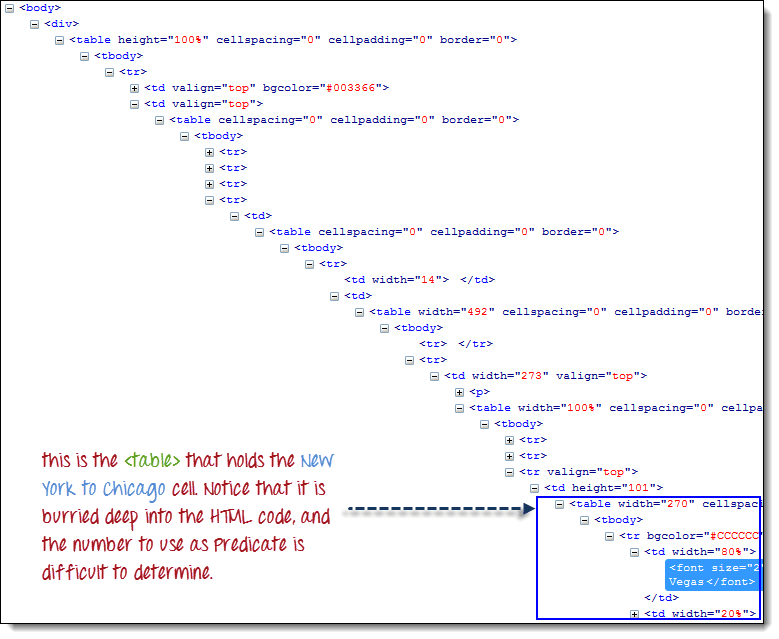 <body>
<div>
<table height="100%" cellspacing="0" cellpadding="0" border="0">
<tbody>
<tr>
<td valign="top" bgcolor="#003366">
<td valign="top">
<table cellspacing="0" cellpadding="0" border="0">
<tbody>
<tr>
<tr>
<tr>
<tr>
<td>
<table cellspacing="0" cellpadding="0" border="0">
<tbody>
<tr>
<td width="14"> </td>
<td>
<table width="492" cellspacing="0" cellpadding="0" borde
<tbody>
<tr> </tr>
<tr>
<td width="273" valign="top">
<p>
<table width="100%" cellspacing="0" cellpa
<tbody>
<tr>
<tr>
<tr valign="top">
<td height="101">
<table width="270" cellspaci
<tbody>
<tr bgcolor="#CCCCCC"
<td width="80%">
<font size="2
Vegas</font>
</td>
<td width="20%">
this is the <table> that holds the New
York to Chicago cell. Notice that it is
burried deep into the HTML code, and
the number to use as Predicate is
difficult to determine.